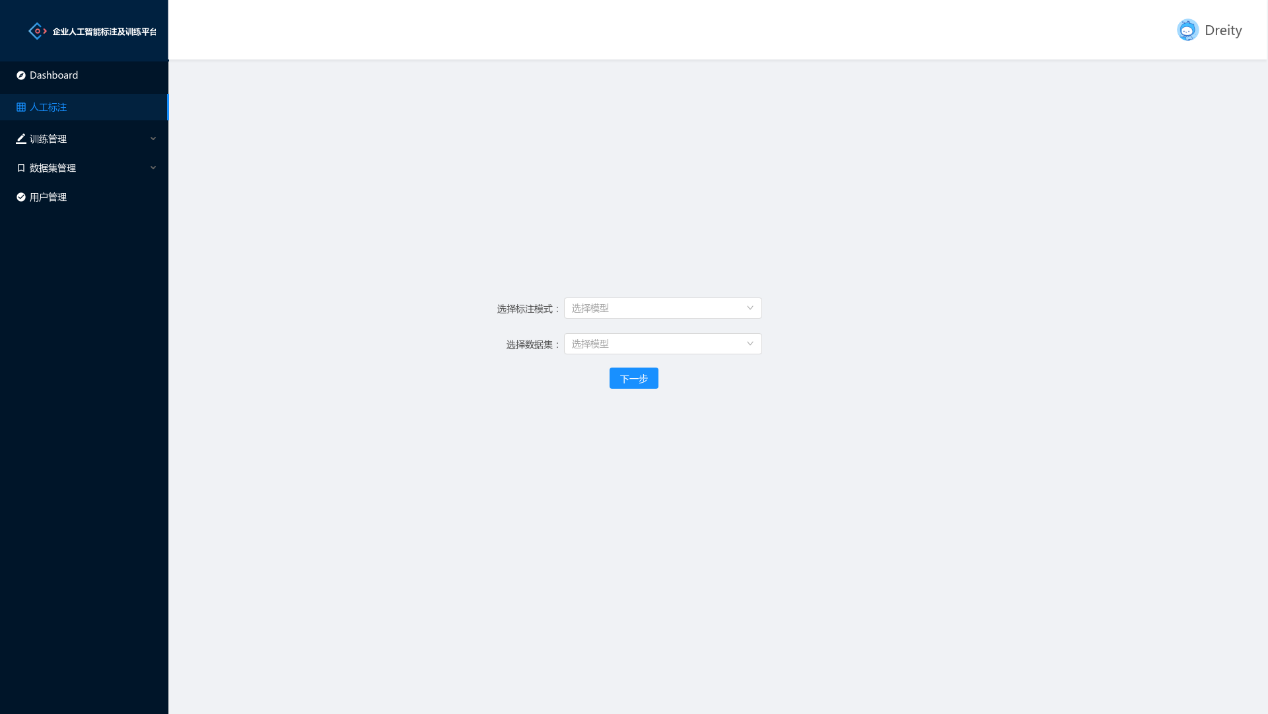 企业人工智能标注及训练平台
Dreity
Dashboard
人工标注
训练管理
数据集管理
用户管理
选择标注模式：
选择模型
选择数据集：
选择模型
下一步